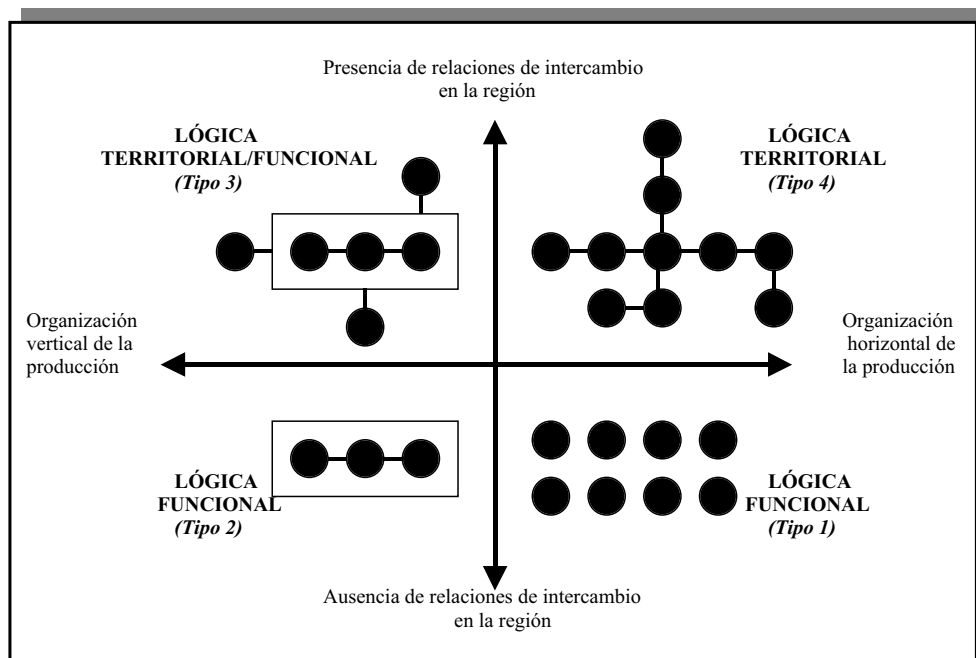 Presencia de relaciones de intercambio
en la región
LÓGICA
TERRITORIAL/FUNCIONAL
(Tipo 3)
LÓGICA
TERRITORIAL
(Tipo 4)
Organización
vertical de la
producción
Organización
horizontal de
la producción
LÓGICA
FUNCIONAL
(Tipo 2)
LÓGICA
FUNCIONAL
(Tipo 1)
Ausencia de relaciones de intercambio
en la región